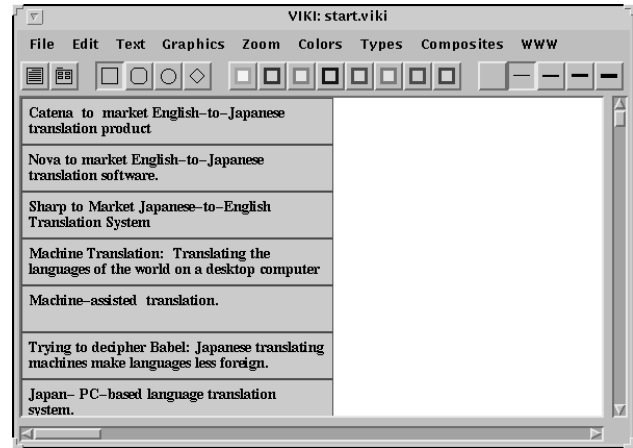 VIKI: start.viki
File Edit Text Graphics Zoom Colors Types Composites WWW
Catena to market English-to-Japanese
translation product
Nova to market English-to-Japanese
translation software.
Sharp to Market Japanese-to-English
Translation System
Machine Translation: Translating the
languages of the world on a desktop computer
Machine-assisted translation.
Trying to decipher Babel: Japanese translating
machines make languages less foreign.
Japan- PC-based language translation
system.